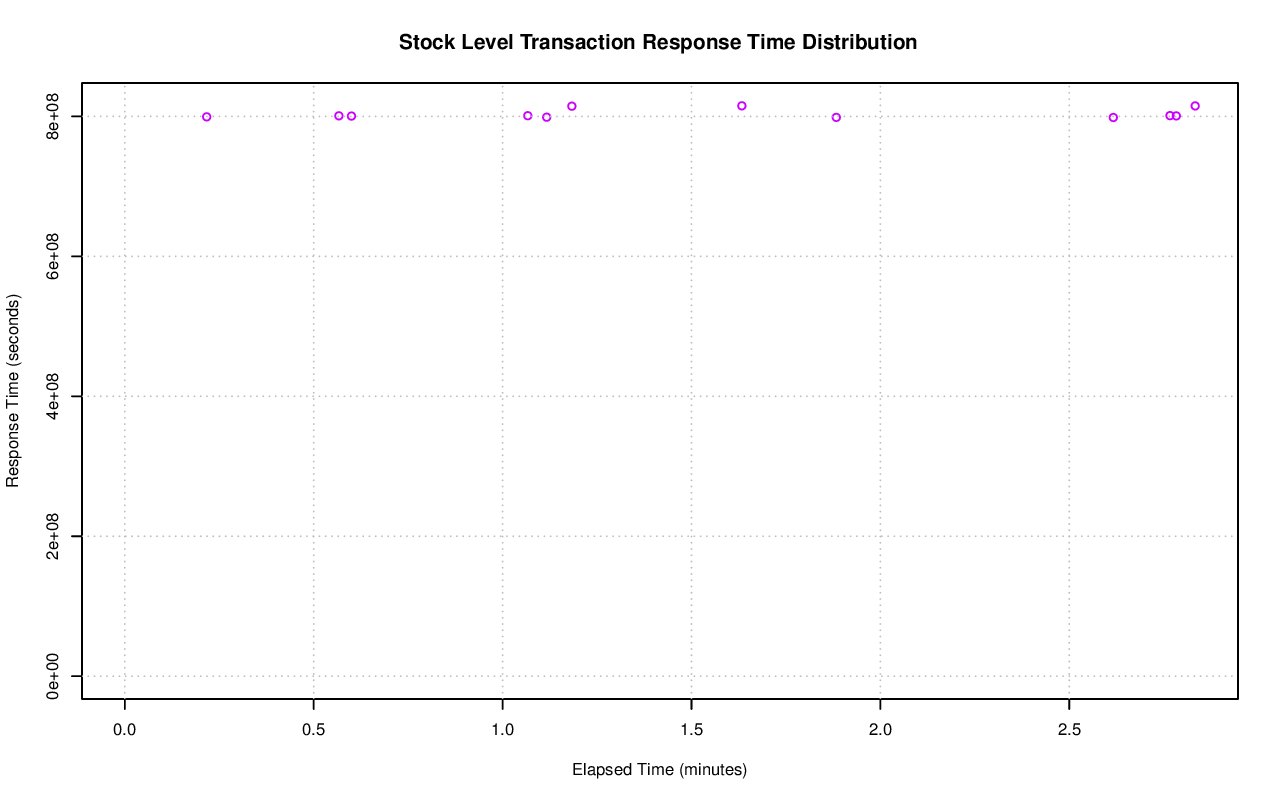 Stock Level Transaction Response Time Distribution
8e+08
6e+08
4e+08
2e+08
0e+00
Response Time (seconds)
0.0 0.5 1.0 1.5 2.0 2.5
Elapsed Time (minutes)